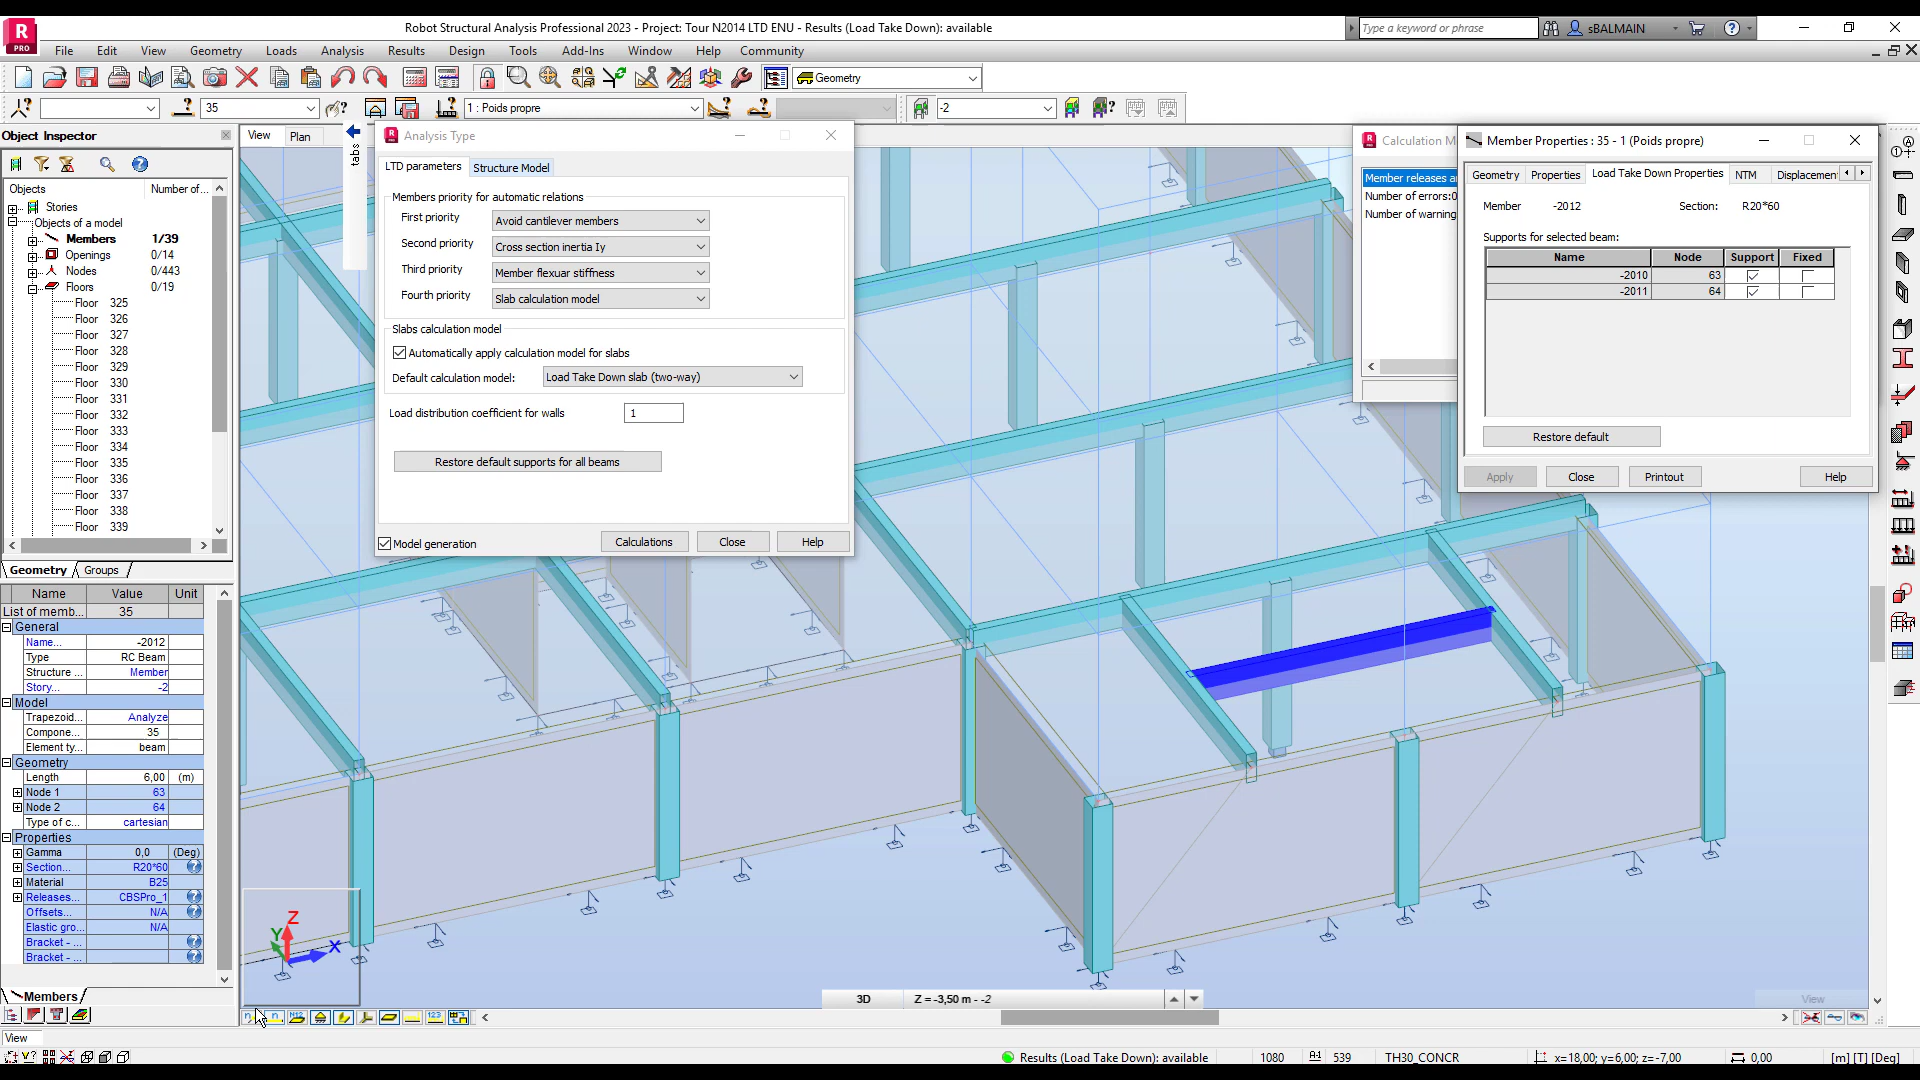 Robot Structural Analysis Professional 2023 - Project: Tour N2014 LTD ENU - Results (Load Take Down): available
Type a keyword or phrase
sBALMAIN
R
PRO
File Edit View Geometry Loads Analysis Results Design Tools Add-Ins Window Help Community
Geometry
35
1 : Poids propre
-2
Object Inspector
Objects Number of...
Stories
Objects of a model
Members 1/39
Openings 0/14
Nodes 0/443
Floors 0/19
Floor 325
Floor 326
Floor 327
Floor 328
Floor 329
Floor 330
Floor 331
Floor 332
Floor 333
Floor 334
Floor 335
Floor 336
Floor 337
Floor 338
Floor 339
Geometry Groups
Name Value Unit
List of memb... 35
General
Name... -2012
Type RC Beam
Structure ... Member
Story... -2
Model
Trapezoid... Analyze
Compone... 35
Element ty... beam
Geometry
Length 6,00 (m)
Node 1 63
Node 2 64
Type of c... cartesian
Properties
Gamma 0,0 (Deg)
Section... R20*60
Material B25
Releases... CBSPro_1
Offsets... N/A
Elastic gro... N/A
Bracket - ...
Bracket - ...
Members
View
View Plan
tabs
Analysis Type
LTD parameters Structure Model
Members priority for automatic relations
First priority Avoid cantilever members
Second priority Cross section inertia Iy
Third priority Member flexuar stiffness
Fourth priority Slab calculation model
Slabs calculation model
Automatically apply calculation model for slabs
Default calculation model: Load Take Down slab (two-way)
Load distribution coefficient for walls 1
Restore default supports for all beams
Model generation Calculations Close Help
Calculation M
Member releases a
Number of errors:0
Number of warning
Member Properties : 35 - 1 (Poids propre)
Geometry Properties Load Take Down Properties NTM Displacemen
Member -2012 Section: R20*60
Supports for selected beam:
Name Node Support Fixed
-2010 63
-2011 64
Restore default
Apply Close Printout Help
Z
Y
X
3D Z = -3,50 m - -2
View
Results (Load Take Down): available 1080 539 TH30_CONCR x=18,00; y=6,00; z=-7,00 0,00 [m] [T] [Deg]